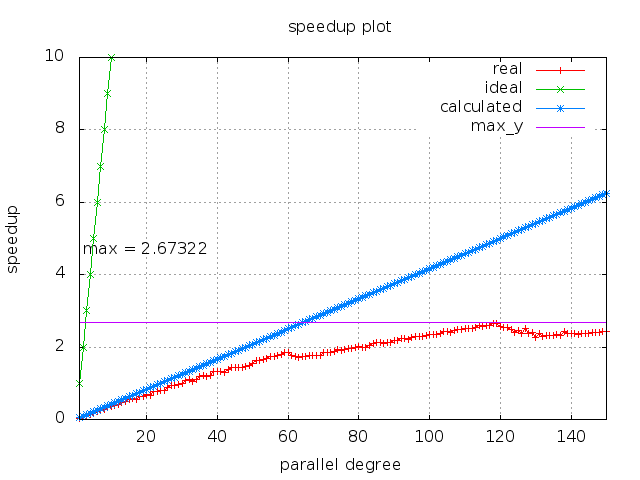 speedup plot
10
8
6
4
2
0
speedup
real
ideal
calculated
max_y
max = 2.67322
20 40 60 80 100 120 140
parallel degree